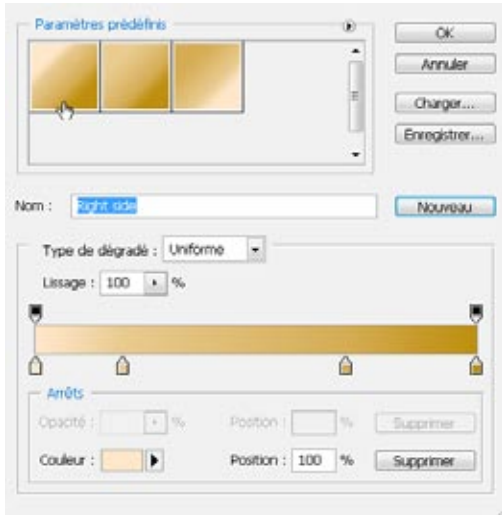 Paramètres prédéfinis
OK
Annuler
Charger...
Enregistrer...
Nom : Right side
Nouveau
Type de dégradé : Uniforme
Lissage : 100 %
Arrêts
Opacité : % Position : % Supprimer
Couleur : Position : 100 % Supprimer